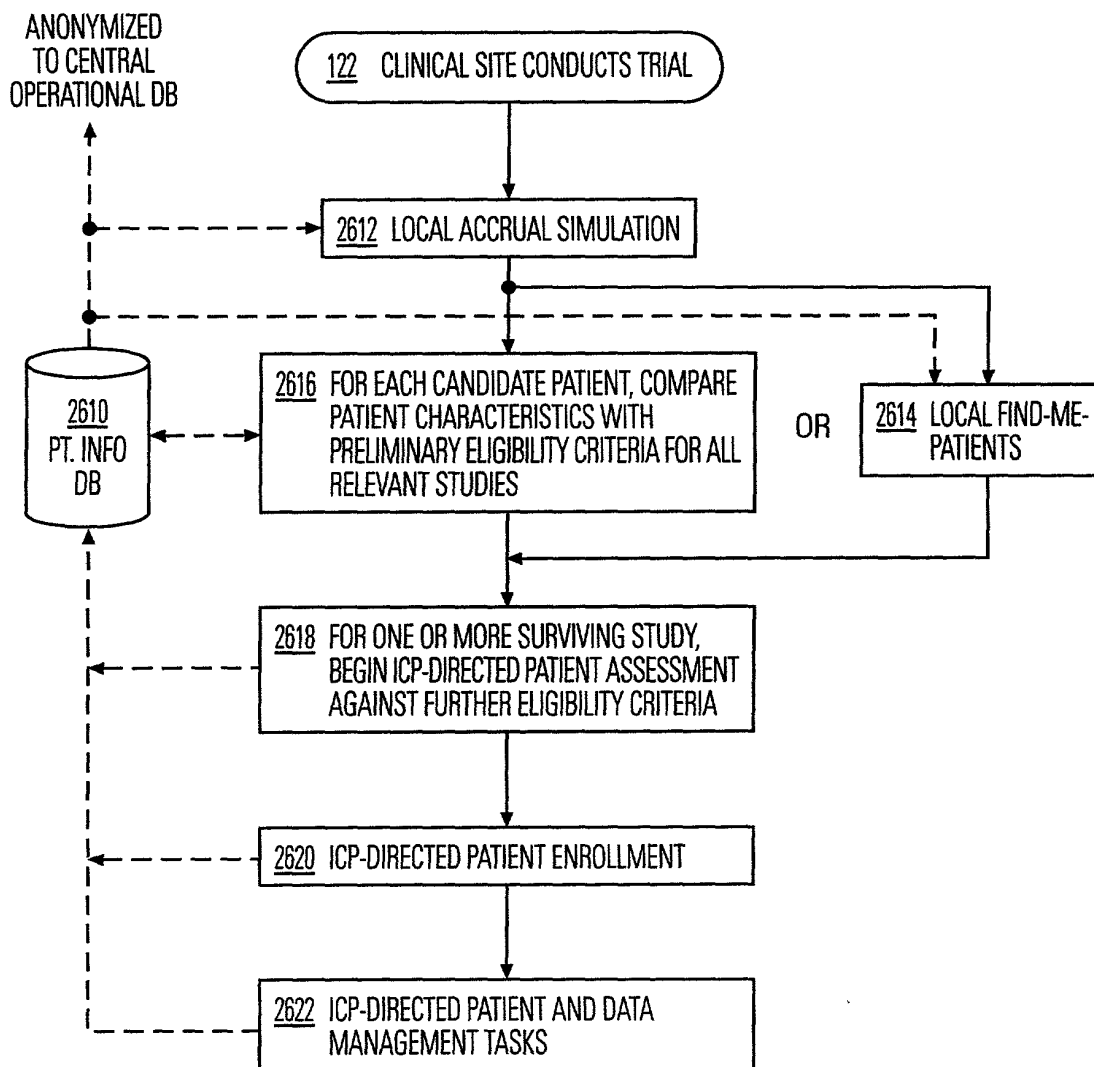 ANONYMIZED
TO CENTRAL
OPERATIONAL DB
122 CLINICAL SITE CONDUCTS TRIAL
2612 LOCAL ACCRUAL SIMULATION
2610
PT. INFO
DB
2616 FOR EACH CANDIDATE PATIENT, COMPARE
PATIENT CHARACTERISTICS WITH
PRELIMINARY ELIGIBILITY CRITERIA FOR ALL
RELEVANT STUDIES
OR
2614 LOCAL FIND-ME-
PATIENTS
2618 FOR ONE OR MORE SURVIVING STUDY,
BEGIN ICP-DIRECTED PATIENT ASSESSMENT
AGAINST FURTHER ELIGIBILITY CRITERIA
2620 ICP-DIRECTED PATIENT ENROLLMENT
2622 ICP-DIRECTED PATIENT AND DATA
MANAGEMENT TASKS